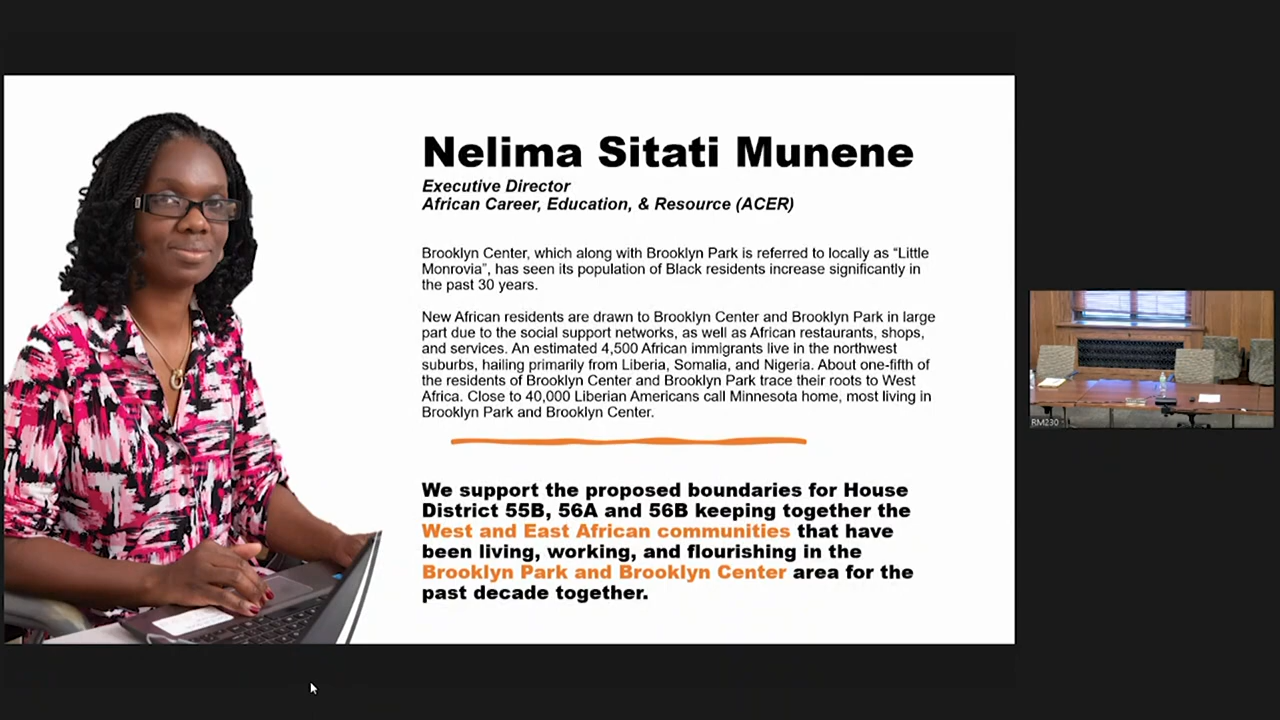 Nelima Sitati Munene
Executive Director
African Career, Education, & Resource (ACER)
Brooklyn Center, which along with Brooklyn Park is referred to locally as “Little
Monrovia”, has seen its population of Black residents increase significantly in
the past 30 years.
New African residents are drawn to Brooklyn Center and Brooklyn Park in large
part due to the social support networks, as well as African restaurants, shops,
and services. An estimated 4,500 African immigrants live in the northwest
suburbs, hailing primarily from Liberia, Somalia, and Nigeria. About one-fifth of
the residents of Brooklyn Center and Brooklyn Park trace their roots to West
Africa. Close to 40,000 Liberian Americans call Minnesota home, most living in
Brooklyn Park and Brooklyn Center.
We support the proposed boundaries for House
District 55B, 56A and 56B keeping together the
West and East African communities that have
been living, working, and flourishing in the
Brooklyn Park and Brooklyn Center area for the
past decade together.
RM230